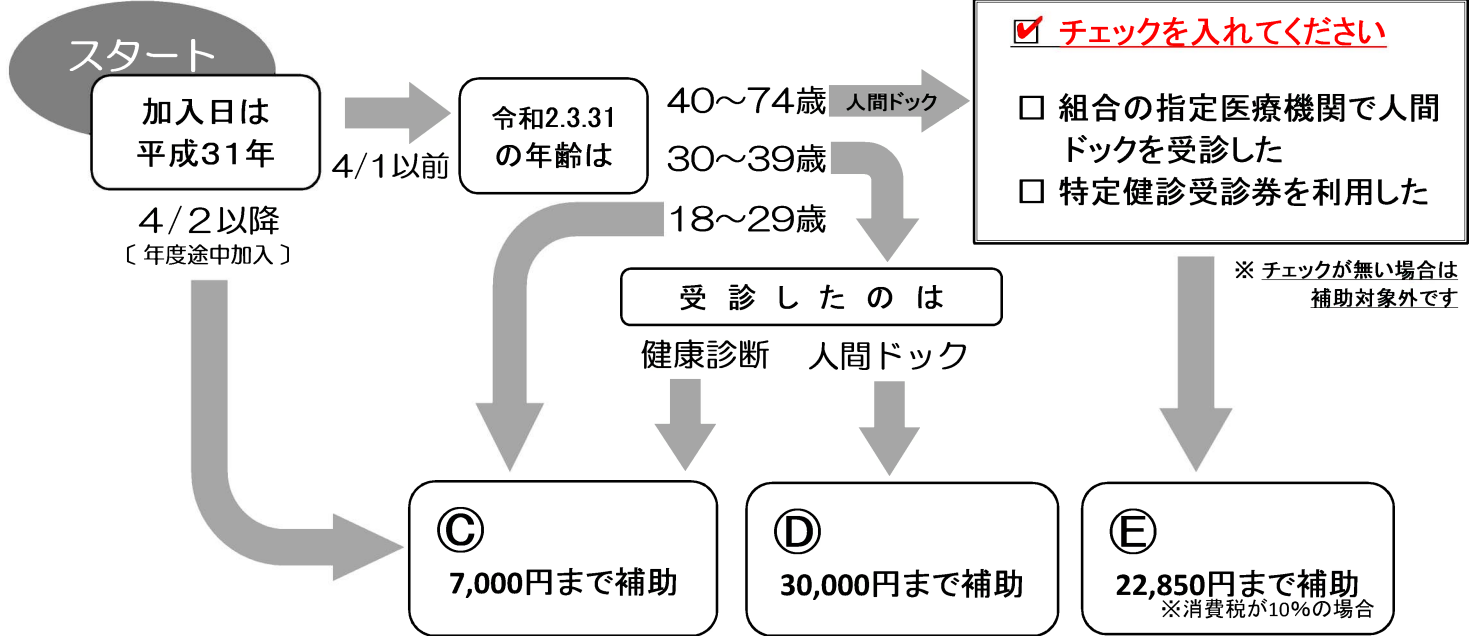 スタート
加入日は
平成31年
4/1以前
4/2以降
〔 年度途中加入 〕
令和2.3.31
の年齢は
40～74歳
人間ドック
30～39歳
18～29歳
☑ チェックを入れてください
□ 組合の指定医療機関で人間
ドックを受診した
□ 特定健診受診券を利用した
※ チェックが無い場合は
補助対象外です
受診したのは
健康診断
人間ドック
Ⓒ
7,000円まで補助
Ⓓ
30,000円まで補助
Ⓔ
22,850円まで補助
※消費税が10%の場合